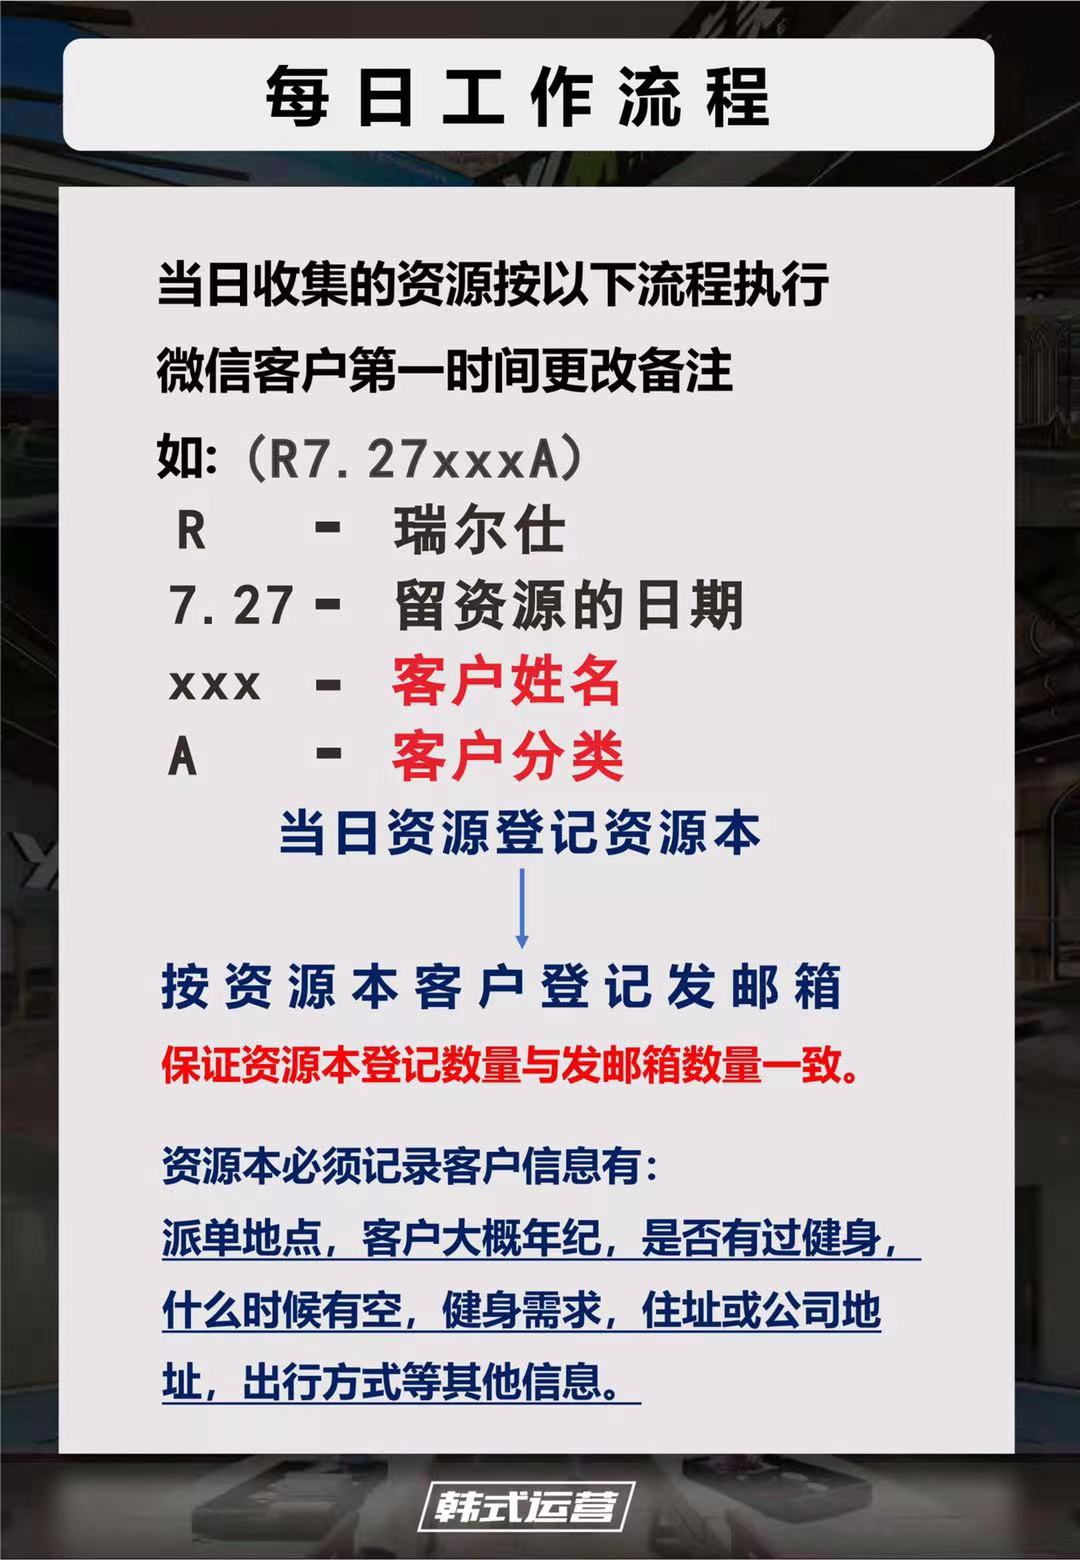 每日工作流程
当日收集的资源按以下流程执行
微信客户第一时间更改备注
如:（R7.27xxxA）
R - 瑞尔仕
7.27 - 留资源的日期
xxx - 客户姓名
A - 客户分类
当日资源登记资源本
按资源本客户登记发邮箱
保证资源本登记数量与发邮箱数量一致。
资源本必须记录客户信息有：
派单地点，客户大概年纪，是否有过健身，
什么时候有空，健身需求，住址或公司地
址，出行方式等其他信息。
韩式运营